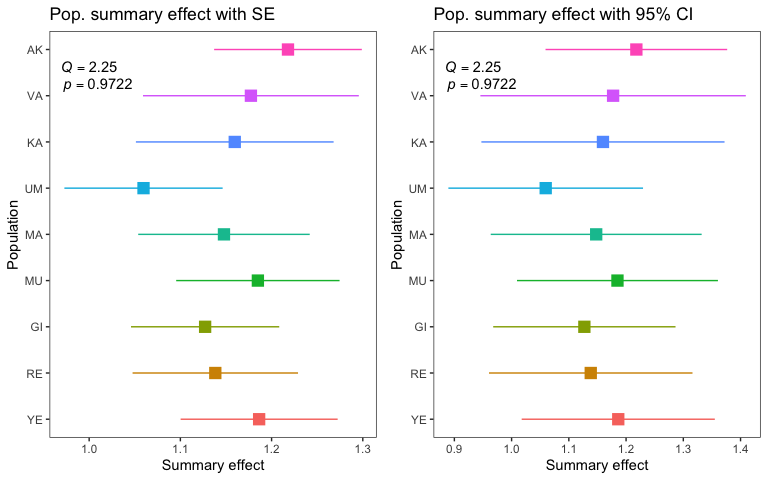 Pop. summary effect with SE
Q = 2.25
p = 0.9722
Population
AK
VA
KA
UM
MA
MU
GI
RE
YE
1.0 1.1 1.2 1.3
Summary effect
Pop. summary effect with 95% CI
Q = 2.25
p = 0.9722
Population
AK
VA
KA
UM
MA
MU
GI
RE
YE
0.9 1.0 1.1 1.2 1.3 1.4
Summary effect